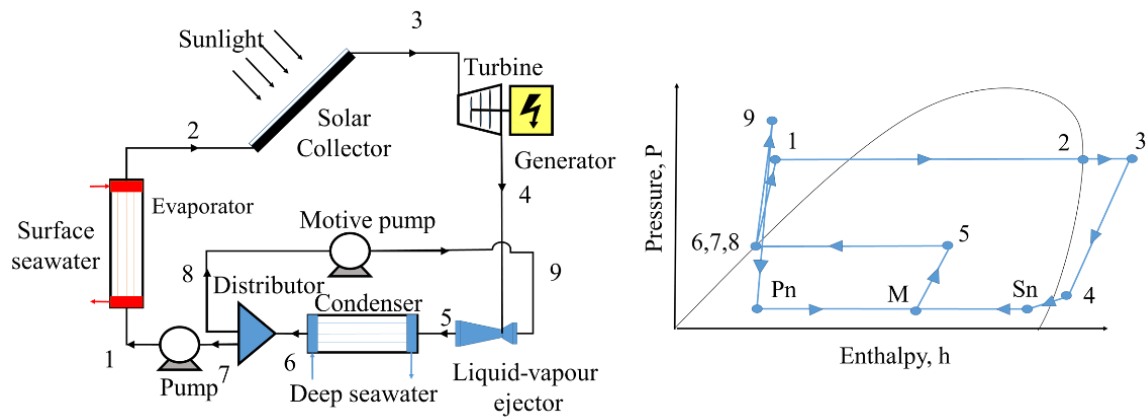 3
Sunlight
Turbine
Solar
Collector
2
Generator
4
Evaporator
Motive pump
Surface
seawater
8
9
Distributor
Condenser
5
1
6
7
Pump
Deep seawater
Liquid-vapour
ejector
Pressure, P
9
1
2
3
6,7,8
5
Pn
M
Sn
4
Enthalpy, h